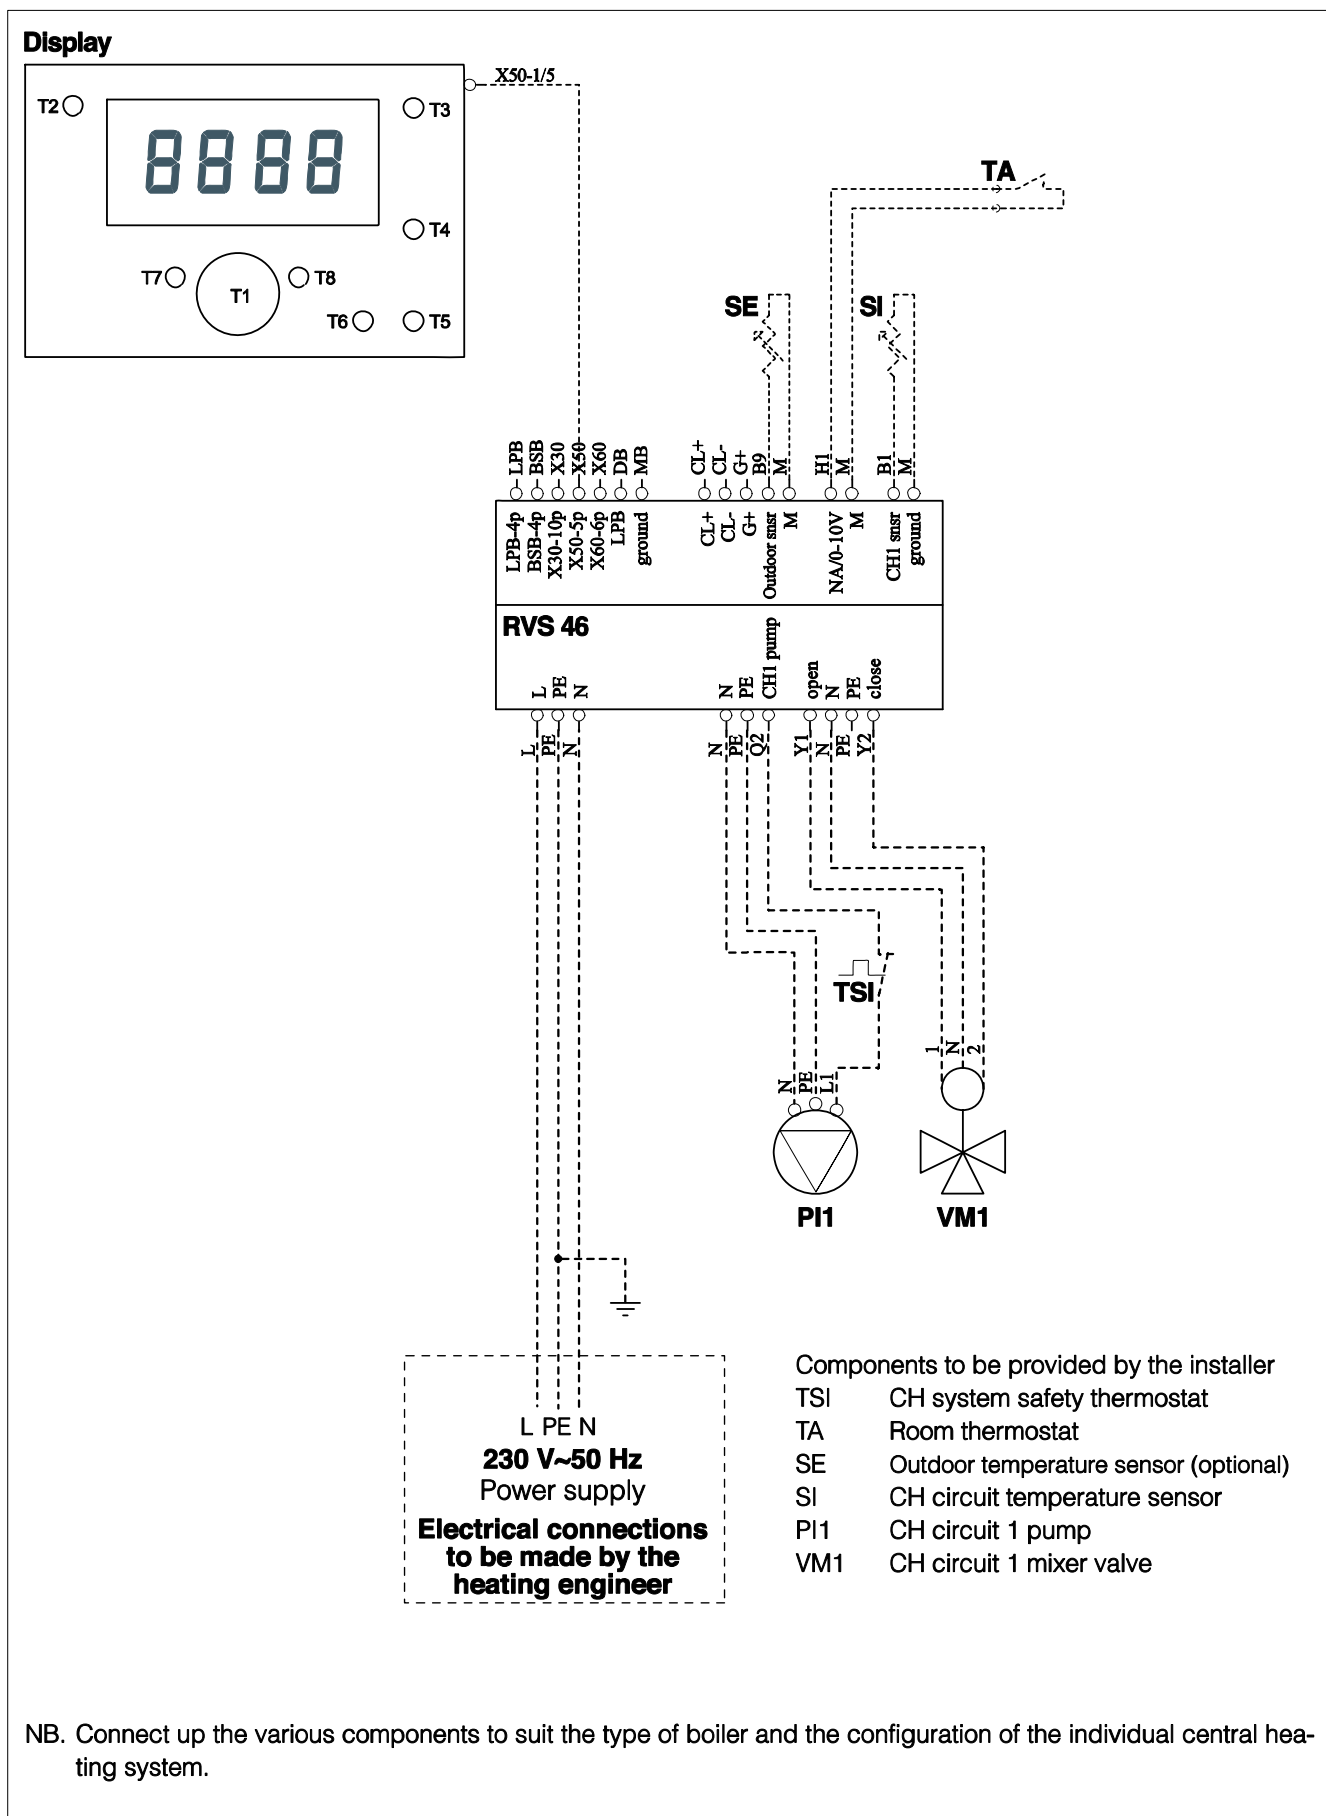 Display
X50-1/5
T2
T3
8888
T4
T7
T8
T1
T6
T5
TA
SE
SI
LPB
BSB
X30
X50
X60
DB
MB
CL+
CL-
G+
B9
M
H1
M
B1
M
LPB-4p
BSB-4p
X30-10p
X50-5p
X60-6p
LPB
ground
CL+
CL-
G+
Outdoor snsr
M
NA/0-10V
M
CH1 snsr
ground
RVS 46
L
PE
N
N
PE
CH1 pump
open
N
PE
close
L
PE
N
N
PE
Q2
Y1
N
PE
Y2
TSI
1
N
2
N
PE
L1
PI1
VM1
L PE N
230 V~50 Hz
Power supply
Electrical connections
to be made by the
heating engineer
Components to be provided by the installer
TSI CH system safety thermostat
TA Room thermostat
SE Outdoor temperature sensor (optional)
SI CH circuit temperature sensor
PI1 CH circuit 1 pump
VM1 CH circuit 1 mixer valve
NB. Connect up the various components to suit the type of boiler and the configuration of the individual central hea-
ting system.